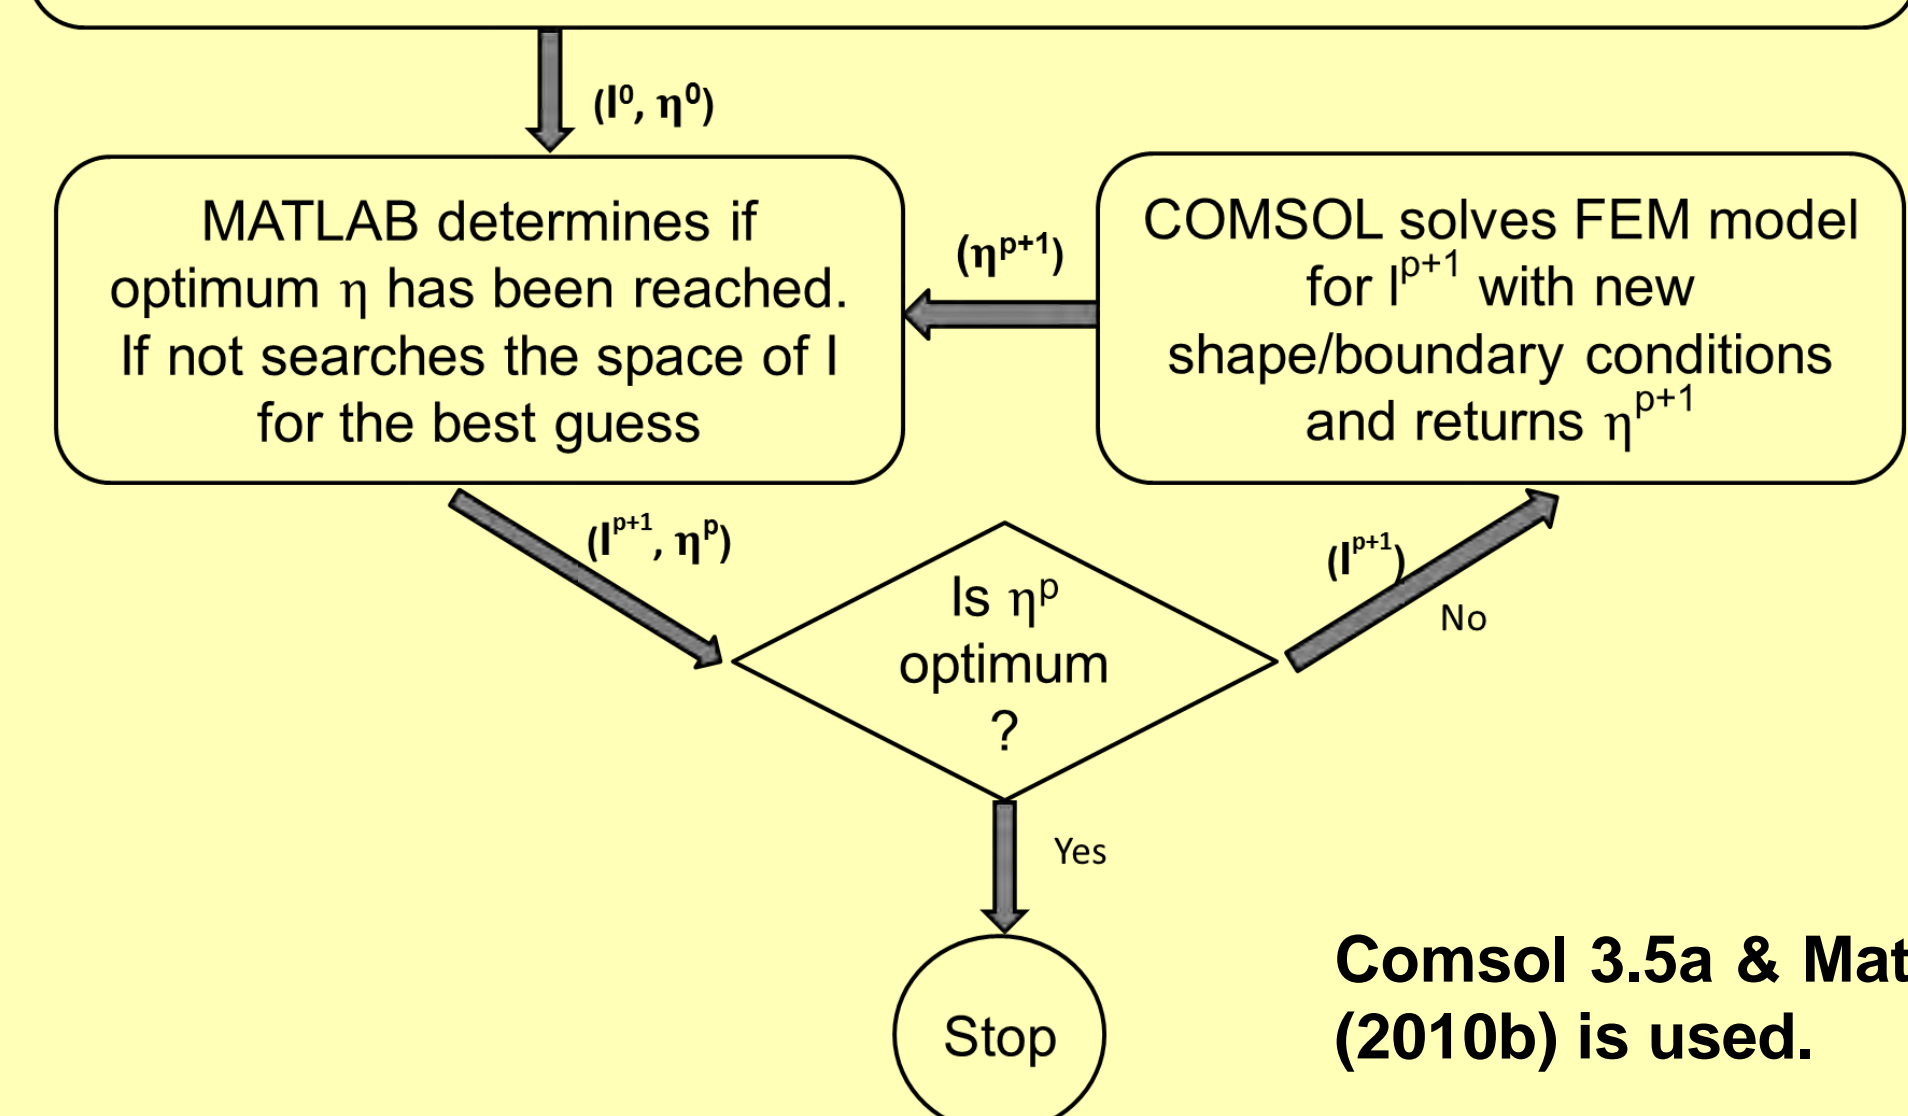 (I⁰, η⁰)
MATLAB determines if
optimum η has been reached.
If not searches the space of I
for the best guess
(ηᵖ⁺¹)
COMSOL solves FEM model
for Iᵖ⁺¹ with new
shape/boundary conditions
and returns ηᵖ⁺¹
(Iᵖ⁺¹, ηᵖ)
Is ηᵖ
optimum
?
(Iᵖ⁺¹)
No
Yes
Stop
Comsol 3.5a & Mat
(2010b) is used.